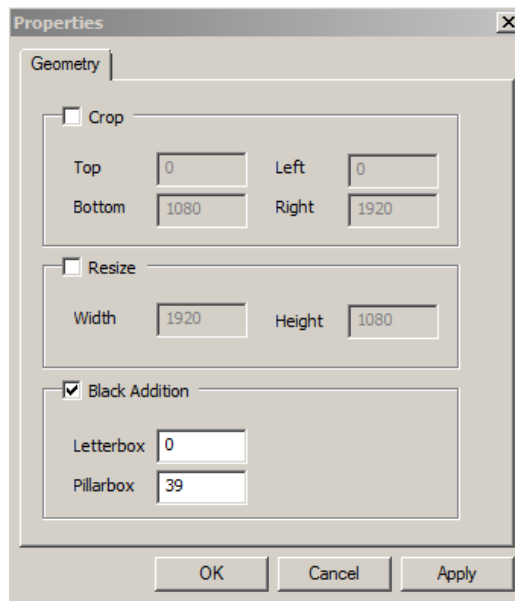 Properties
Geometry
Crop
Top 0 Left 0
Bottom 1080 Right 1920
Resize
Width 1920 Height 1080
Black Addition
Letterbox 0
Pillarbox 39
OK Cancel Apply